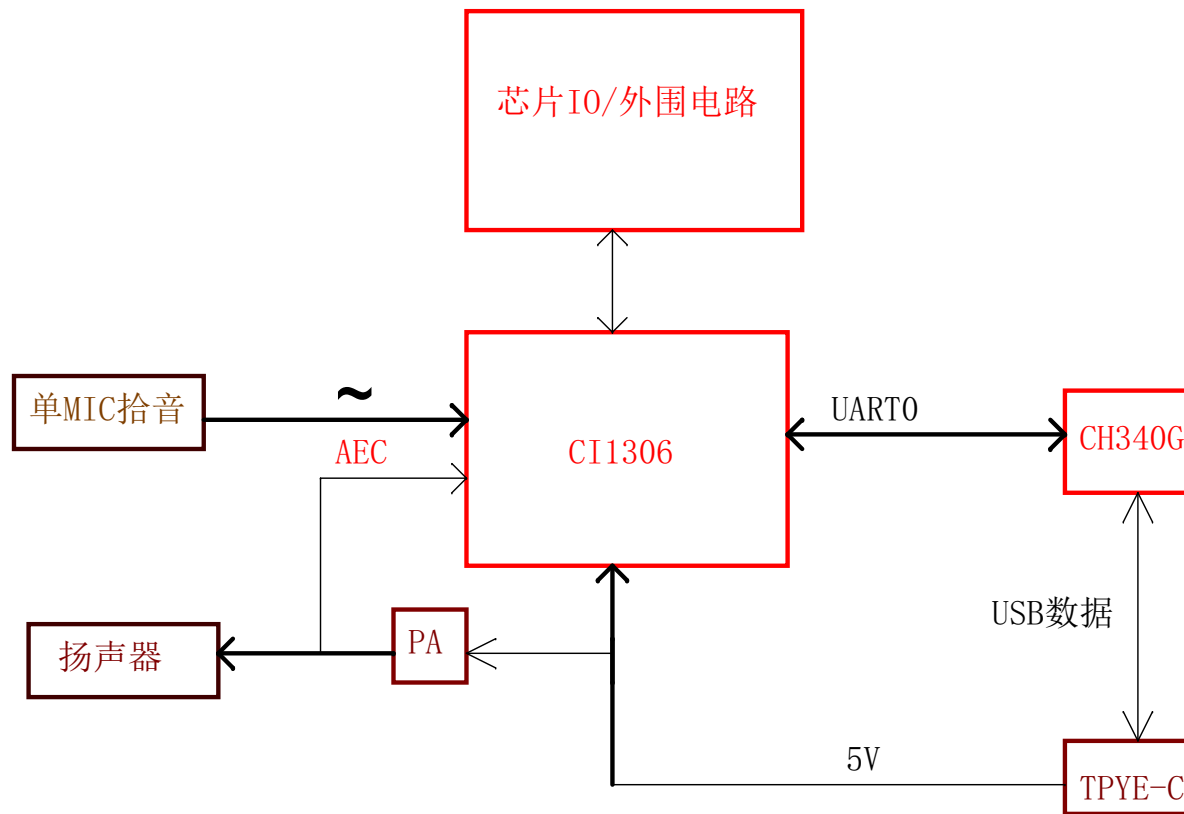 芯片IO/外围电路
单MIC拾音
~
AEC
CI1306
UART0
CH340G
扬声器
PA
USB数据
5V
TPYE-C